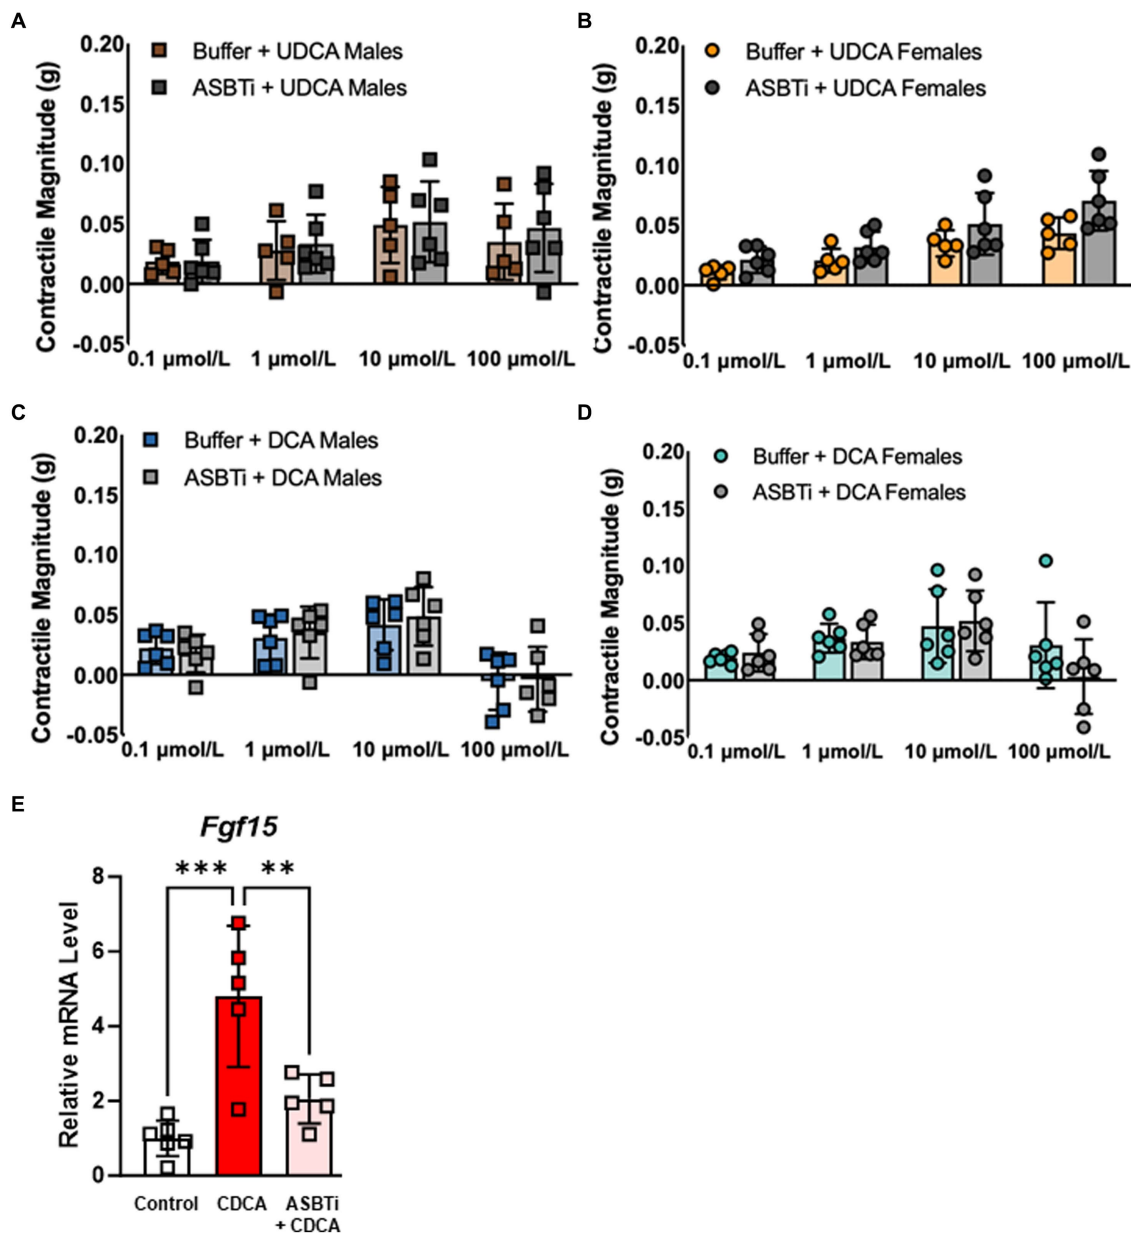 A
Contractile Magnitude (g)
0.20
0.15
0.10
0.05
0.00
-0.05
Buffer + UDCA Males
ASBTi + UDCA Males
0.1 µmol/L 1 µmol/L 10 µmol/L 100 µmol/L
B
Contractile Magnitude (g)
0.20
0.15
0.10
0.05
0.00
-0.05
Buffer + UDCA Females
ASBTi + UDCA Females
0.1 µmol/L 1 µmol/L 10 µmol/L 100 µmol/L
C
Contractile Magnitude (g)
0.20
0.15
0.10
0.05
0.00
-0.05
Buffer + DCA Males
ASBTi + DCA Males
0.1 µmol/L 1 µmol/L 10 µmol/L 100 µmol/L
D
Contractile Magnitude (g)
0.20
0.15
0.10
0.05
0.00
-0.05
Buffer + DCA Females
ASBTi + DCA Females
0.1 µmol/L 1 µmol/L 10 µmol/L 100 µmol/L
E
Fgf15
*** **
Relative mRNA Level
8
6
4
2
0
Control CDCA ASBTi
+ CDCA